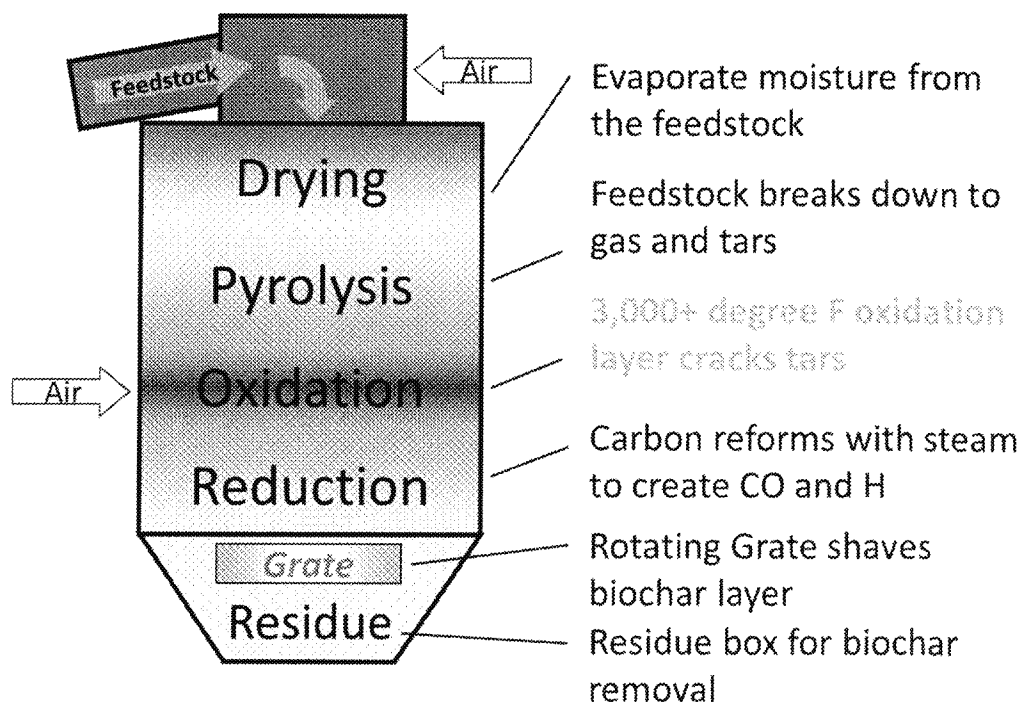 Feedstock
Air
Evaporate moisture from
the feedstock
Drying
Feedstock breaks down to
gas and tars
Pyrolysis
3,000+ degree F oxidation
layer cracks tars
Air
Oxidation
Carbon reforms with steam
to create CO and H
Reduction
Rotating Grate shaves
biochar layer
Grate
Residue
Residue box for biochar
removal